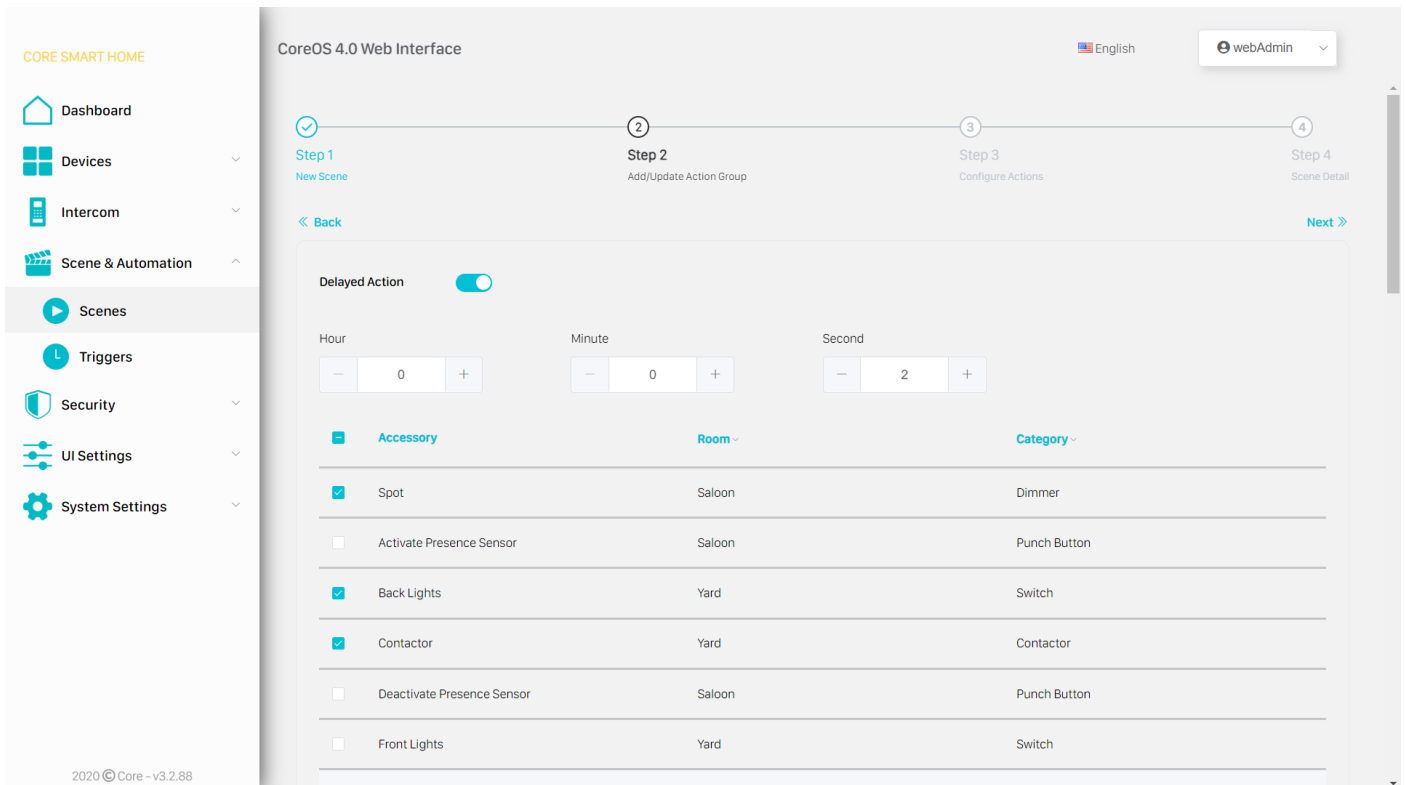 CORE SMART HOME
Dashboard
Devices
Intercom
Scene & Automation
Scenes
Triggers
Security
UI Settings
System Settings
2020 © Core - v3.2.88
CoreOS 4.0 Web Interface
English
webAdmin
2
3
4
Step 1
Step 2
Step 3
Step 4
New Scene
Add/Update Action Group
Configure Actions
Scene Detail
« Back
Next »
Delayed Action
Hour
Minute
Second
− 0 +
− 0 +
− 2 +
Accessory Room Category
Spot Saloon Dimmer
Activate Presence Sensor Saloon Punch Button
Back Lights Yard Switch
Contactor Yard Contactor
Deactivate Presence Sensor Saloon Punch Button
Front Lights Yard Switch